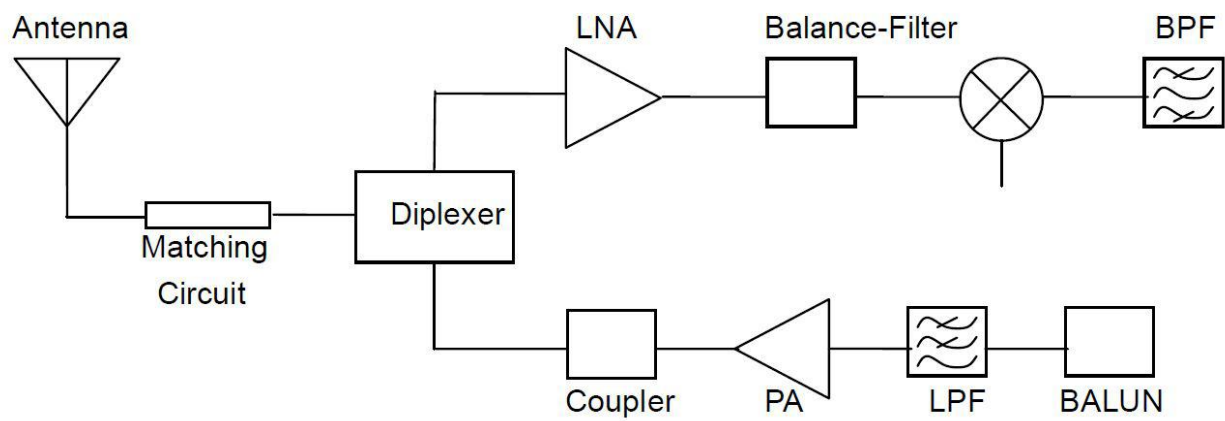 Antenna
LNA
Balance-Filter
BPF
Diplexer
Matching
Circuit
Coupler
PA
LPF
BALUN